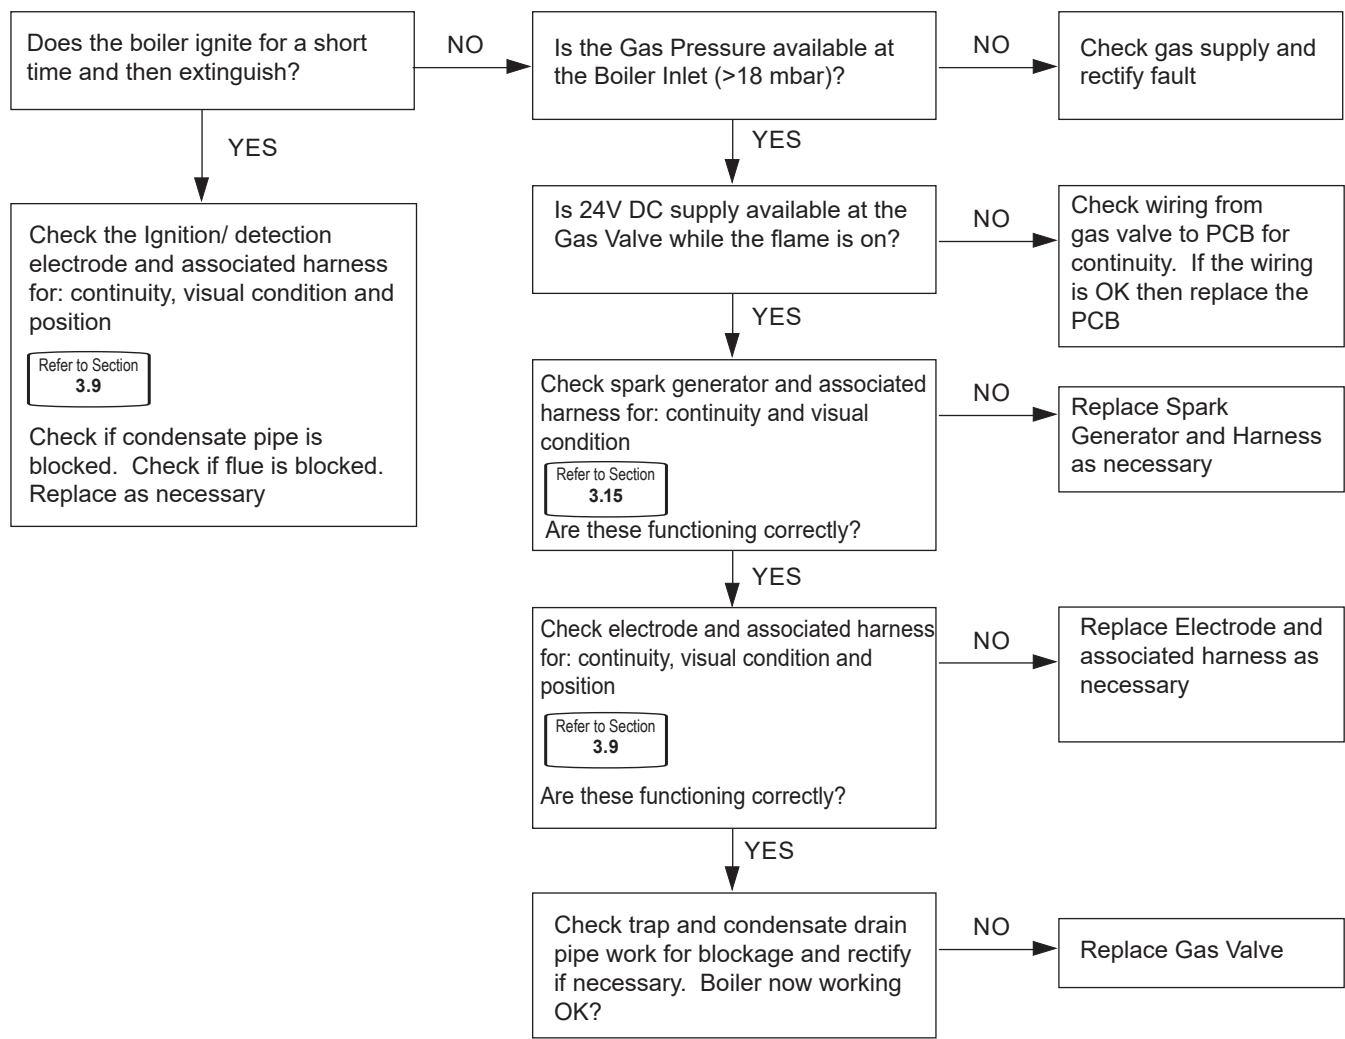 Does the boiler ignite for a short
time and then extinguish?
NO
Is the Gas Pressure available at
the Boiler Inlet (>18 mbar)?
NO
Check gas supply and
rectify fault
YES
YES
Check the Ignition/ detection
electrode and associated harness
for: continuity, visual condition and
position
Refer to Section
3.9
Check if condensate pipe is
blocked.  Check if flue is blocked.
Replace as necessary
Is 24V DC supply available at the
Gas Valve while the flame is on?
NO
Check wiring from
gas valve to PCB for
continuity.  If the wiring
is OK then replace the
PCB
YES
Check spark generator and associated
harness for: continuity and visual
condition
Refer to Section
3.15
Are these functioning correctly?
NO
Replace Spark
Generator and Harness
as necessary
YES
Check electrode and associated harness
for: continuity, visual condition and
position
Refer to Section
3.9
Are these functioning correctly?
NO
Replace Electrode and
associated harness as
necessary
YES
Check trap and condensate drain
pipe work for blockage and rectify
if necessary.  Boiler now working
OK?
NO
Replace Gas Valve